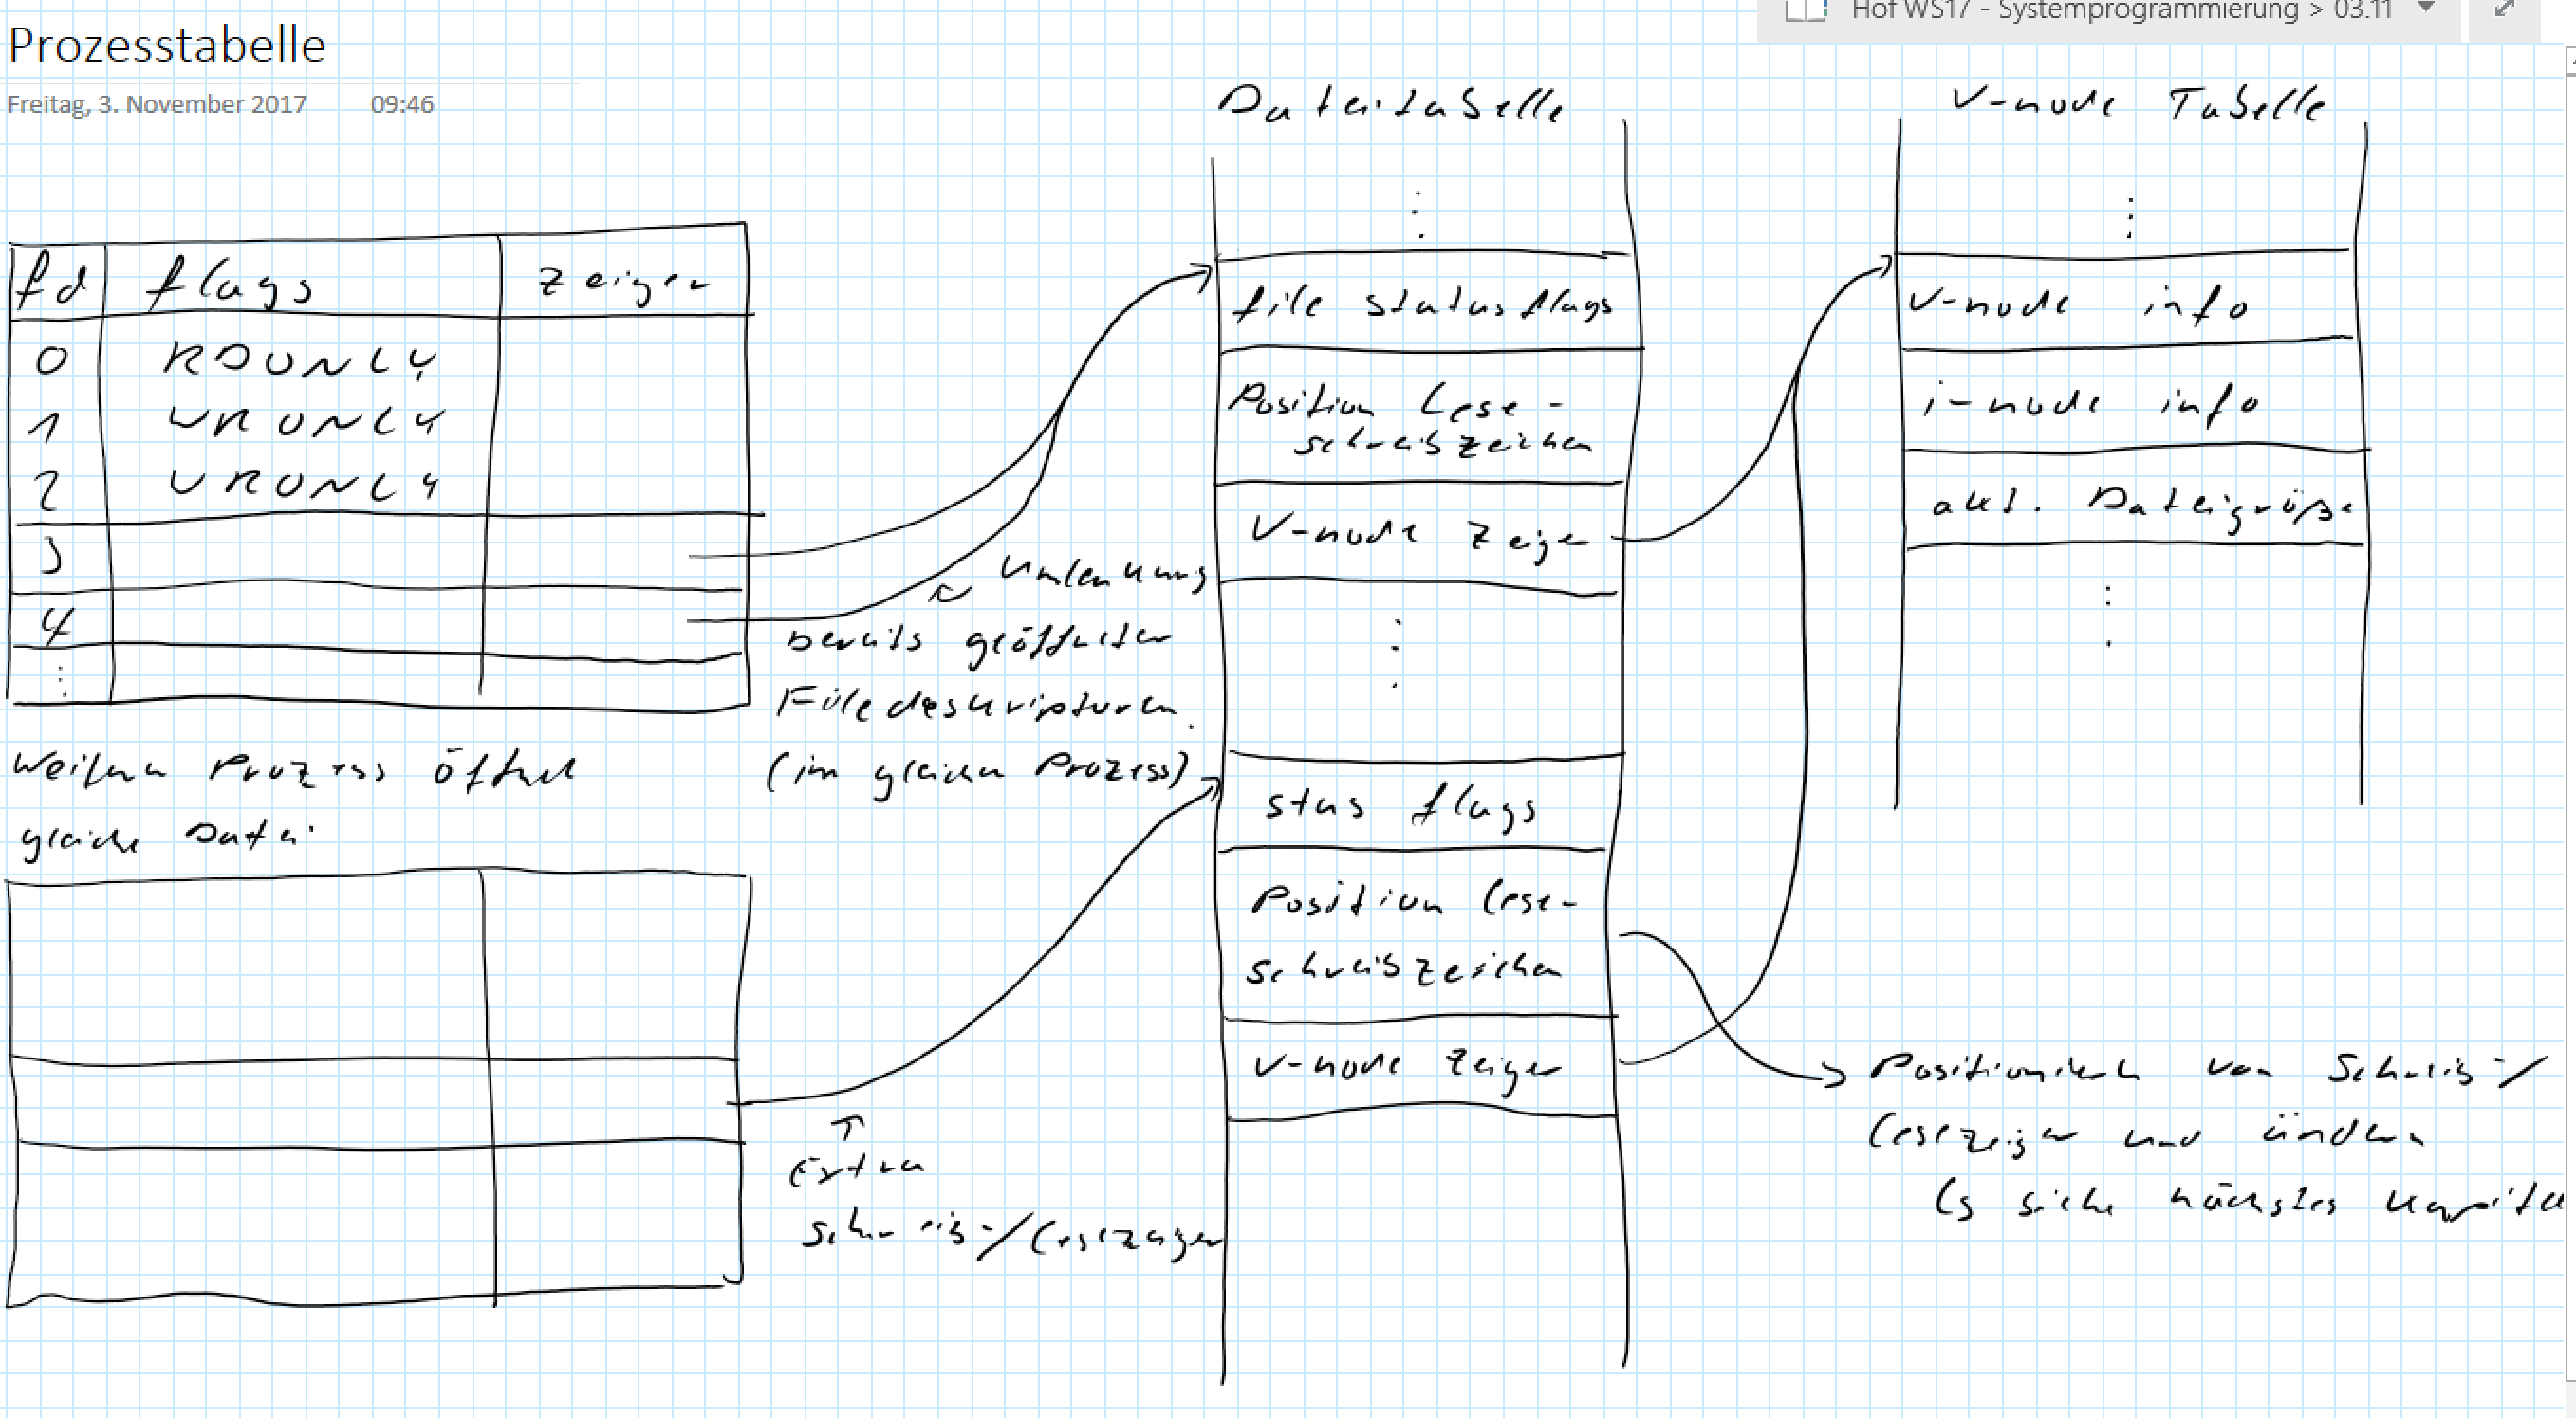 Hof WS17 - Systemprogrammierung > 03.11
Prozesstabelle
Freitag, 3. November 2017 09:46
fd flags Zeiger
0 RDONLY
1 WRONLY
2 WRONLY
3
4
Umlenkung
bereits geöffneter
Filedeskriptoren.
(im gleichen Prozess)
Weiterer Prozess öffnet
gleiche Datei
Extra
Schreib-/Lesezeiger
Dateitabelle
file status flags
Position Lese-
schreibzeichen
V-node Zeiger
stus flags
Position Lese-
schreibzeichen
V-node Zeiger
V-node Tabelle
V-node info
i-node info
akt. Dateigröße
Positionieren von Schreib-/
Lesezeiger und ändern
siehe nächstes Kapitel